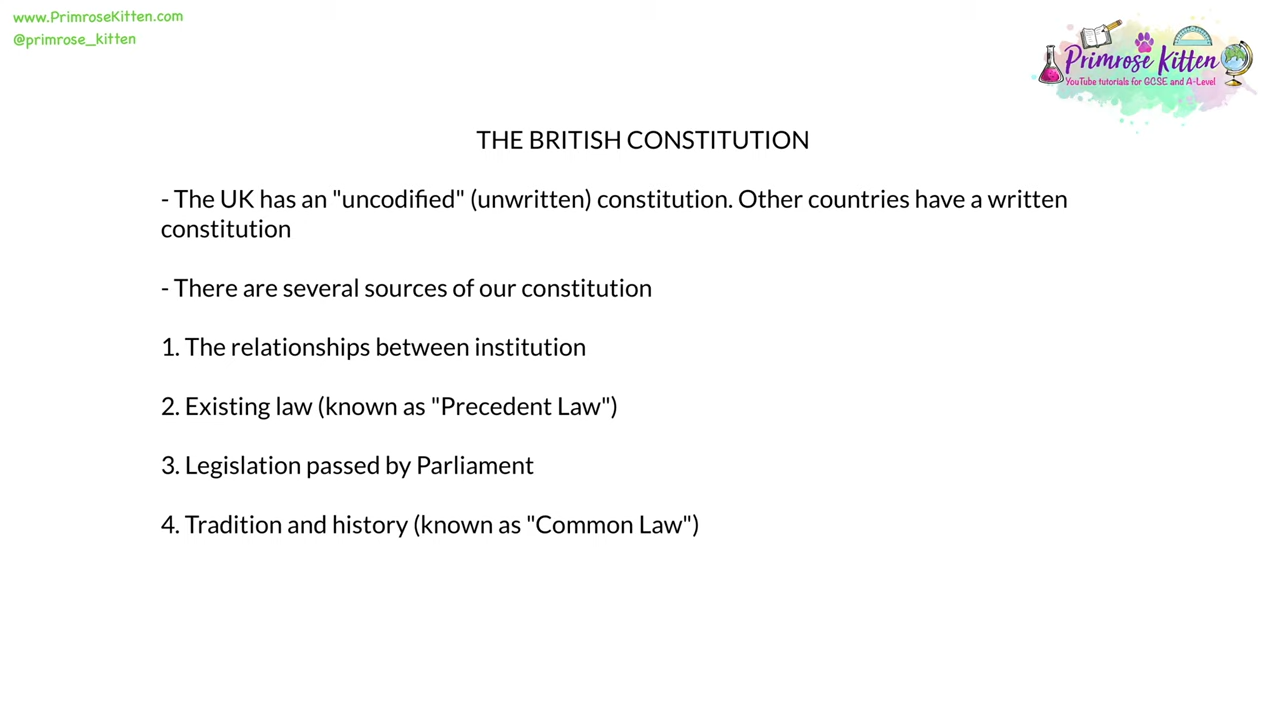 www.PrimroseKitten.com
@primrose_kitten
Primrose Kitten
YouTube tutorials for GCSE and A-Level
THE BRITISH CONSTITUTION
- The UK has an "uncodified" (unwritten) constitution. Other countries have a written
constitution
- There are several sources of our constitution
1. The relationships between institution
2. Existing law (known as "Precedent Law")
3. Legislation passed by Parliament
4. Tradition and history (known as "Common Law")